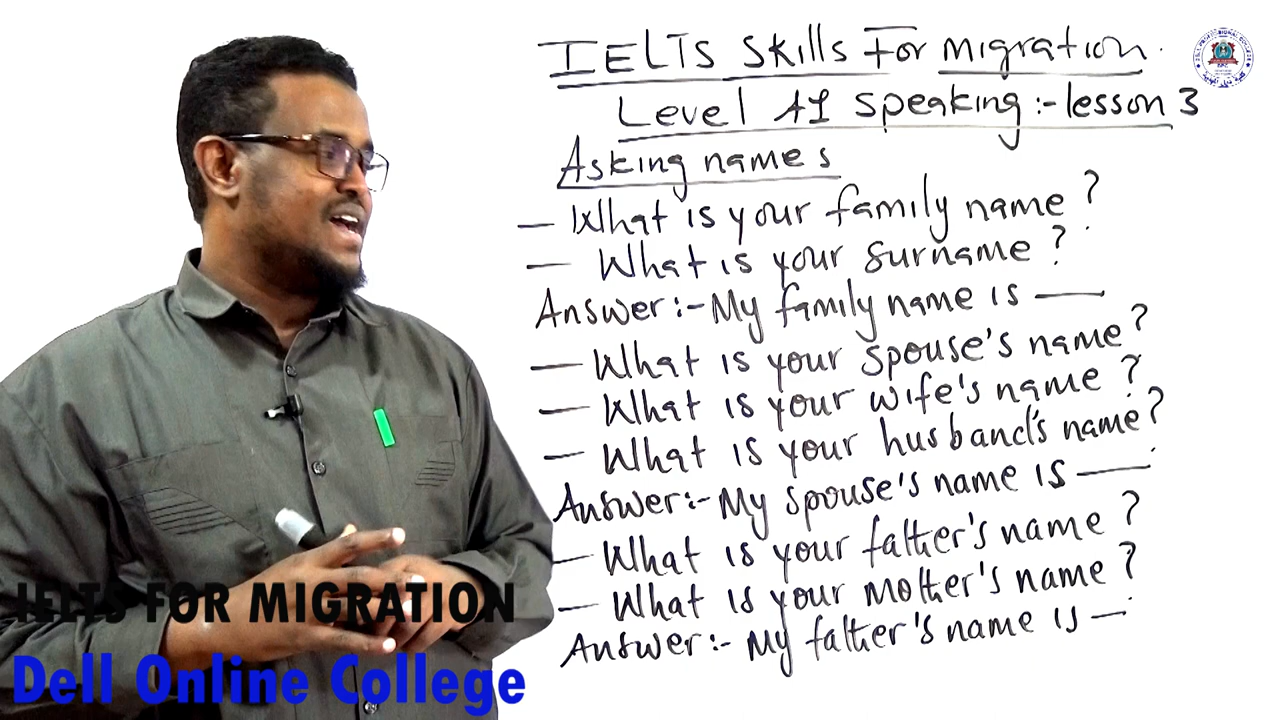 IELTS Skills For migration.
Level A1 speaking:- lesson 3
Asking names
— What is your family name?
— What is your surname?
Answer:- My family name is —
— What is your spouse's name?
— What is your wife's name?
— What is your husband's name?
Answer:- My spouse's name is —
— What is your father's name?
— What is your mother's name?
Answer:- My father's name is —
IELTS FOR MIGRATION
Dell Online College